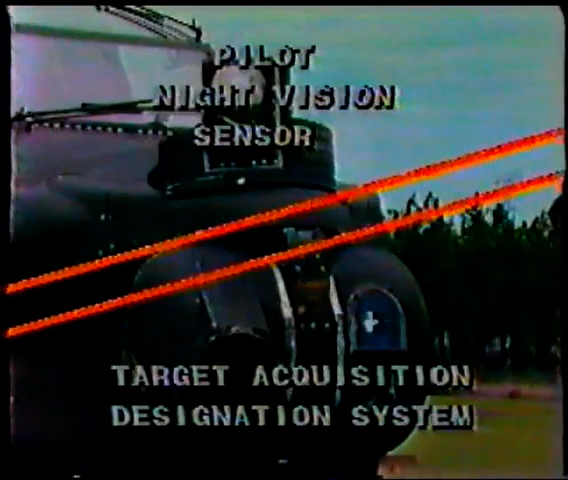 PILOT
NIGHT VISION
SENSOR
TARGET ACQUISITION
DESIGNATION SYSTEM